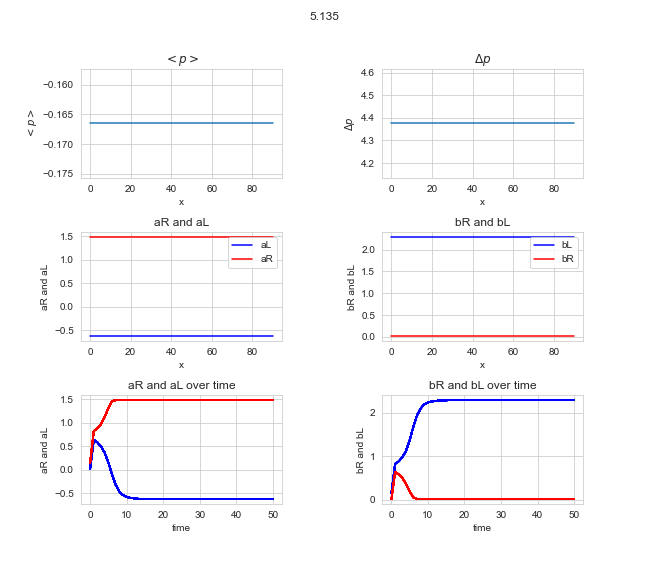 5.135
< p >
< p >
−0.160
−0.165
−0.170
−0.175
0 20 40 60 80
x
Δp
Δp
4.6
4.5
4.4
4.3
4.2
0 20 40 60 80
x
aR and aL
aR and aL
1.5
1.0
0.5
0.0
−0.5
aL
aR
0 20 40 60 80
x
bR and bL
bR and bL
2.0
1.5
1.0
0.5
0.0
bL
bR
0 20 40 60 80
x
aR and aL over time
aR and aL
1.5
1.0
0.5
0.0
−0.5
0 10 20 30 40 50
time
bR and bL over time
bR and bL
2
1
0
0 10 20 30 40 50
time